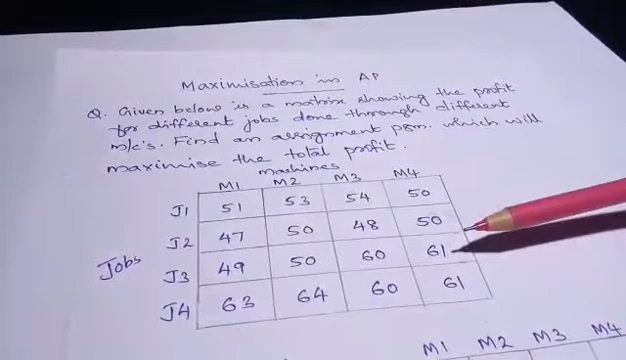 Maximisation in AP
Q. Given below is a matrix showing the profit
for different jobs done through different
m/c's. Find an assignment pgm. which will
maximise the total profit.
machines
M1 M2 M3 M4
J1 51 53 54 50
J2 47 50 48 50
Jobs
J3 49 50 60 61
J4 63 64 60 61
M1 M2 M3 M4